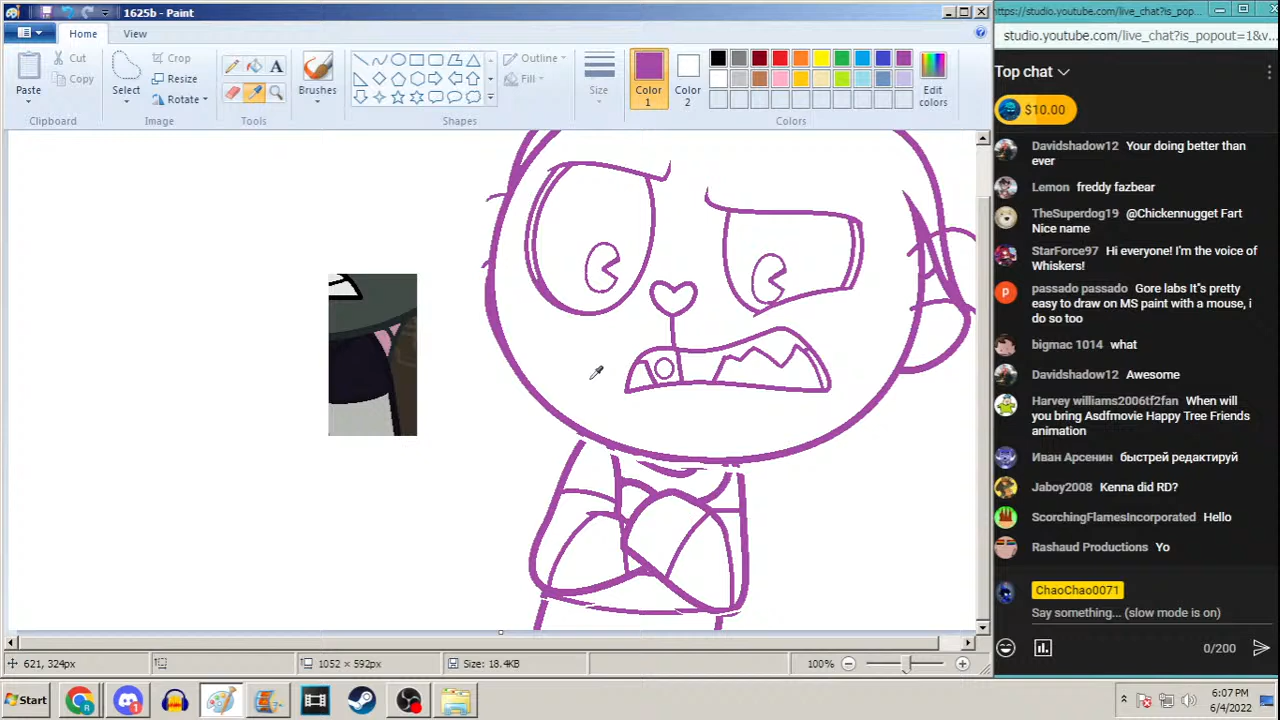 1625b - Paint
https://studio.youtube.com/live_chat?is_pop...
studio.youtube.com/live_chat?is_popout=1&v...
Home
View
Paste
Cut
Copy
Clipboard
Select
Crop
Resize
Rotate
Image
Tools
Brushes
Outline
Fill
Shapes
Size
Color
1
Color
2
Edit
colors
Colors
Top chat
$10.00
Davidshadow12 Your doing better than
ever
Lemon freddy fazbear
TheSuperdog19 @Chickennugget Fart
Nice name
StarForce97 Hi everyone! I'm the voice of
Whiskers!
passado passado Gore labs It"s pretty
easy to draw on MS paint with a mouse, i
do so too
bigmac 1014 what
Davidshadow12 Awesome
Harvey williams2006tf2fan When will
you bring Asdfmovie Happy Tree Friends
animation
Иван Арсенин быстрей редактируй
Jaboy2008 Kenna did RD?
ScorchingFlamesIncorporated Hello
Rashaud Productions Yo
ChaoChao0071
Say something... (slow mode is on)
0/200
621, 324px
1052 × 592px
Size: 18.4KB
100%
Start
6:07 PM
6/4/2022